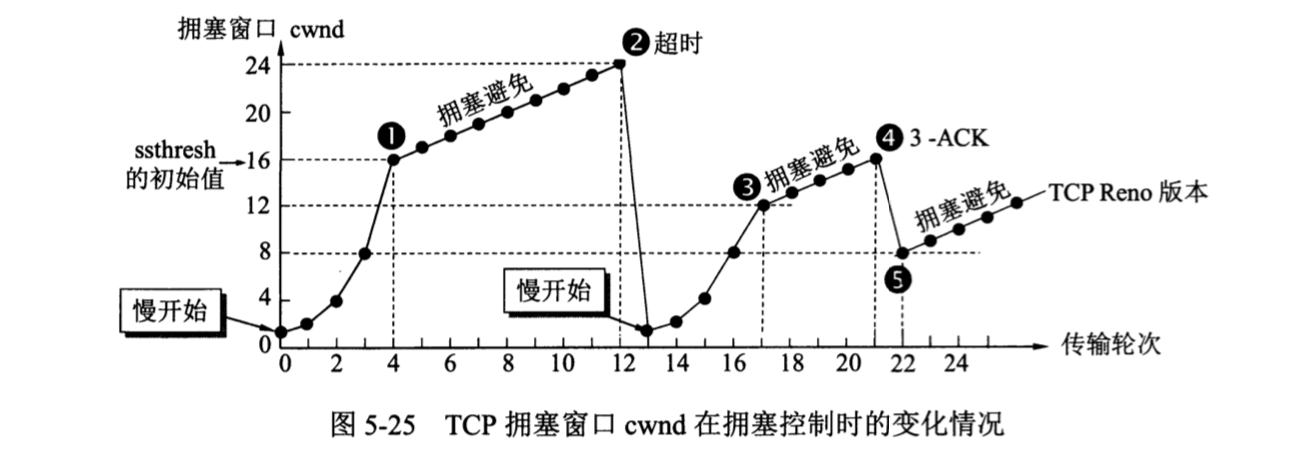 拥塞窗口 cwnd
❷超时
24
拥塞避免
20
❶
❹ 3 -ACK
ssthresh
的初始值
16
❸
拥塞避免
12
拥塞避免
TCP Reno 版本
8
❺
慢开始
4
慢开始
0
传输轮次
0 2 4 6 8 10 12 14 16 18 20 22 24
图 5-25 TCP 拥塞窗口 cwnd 在拥塞控制时的变化情况